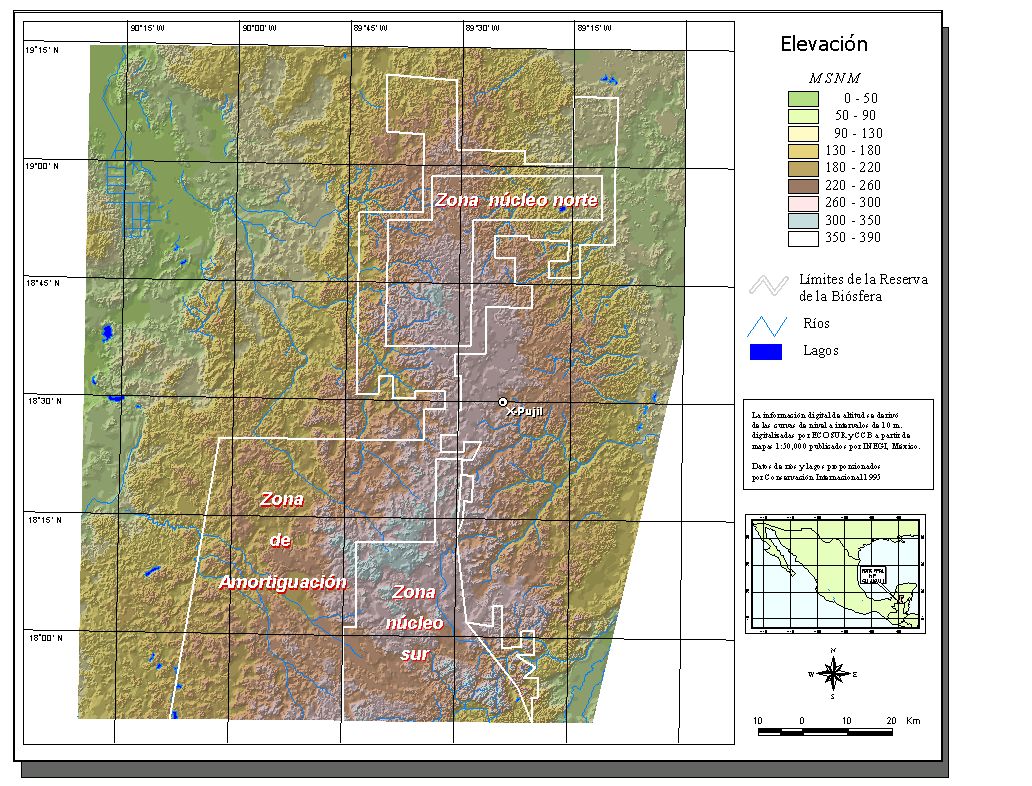 90°15' W
90°00' W
89°45' W
89°30' W
89°15' W
19°15' N
19°00' N
18°45' N
18°30' N
18°15' N
18°00' N
Zona núcleo norte
X-Pujil
Zona
de
Amortiguación
Zona
núcleo
sur
Elevación
MSNM
0 - 50
50 - 90
90 - 130
130 - 180
180 - 220
220 - 260
260 - 300
300 - 350
350 - 390
Límites de la Reserva
de la Biósfera
Ríos
Lagos
La información digital de altitud se derivó
de las curvas de nivel a intervalos de 10 m.
digitalizadas por ECOSUR y CCB a partir de
mapas 1:50,000 publicados por INEGI, México.
Datos de ríos y lagos proporcionados
por Conservación Internacional 1995
N
W
E
S
10 0 10 20 Km